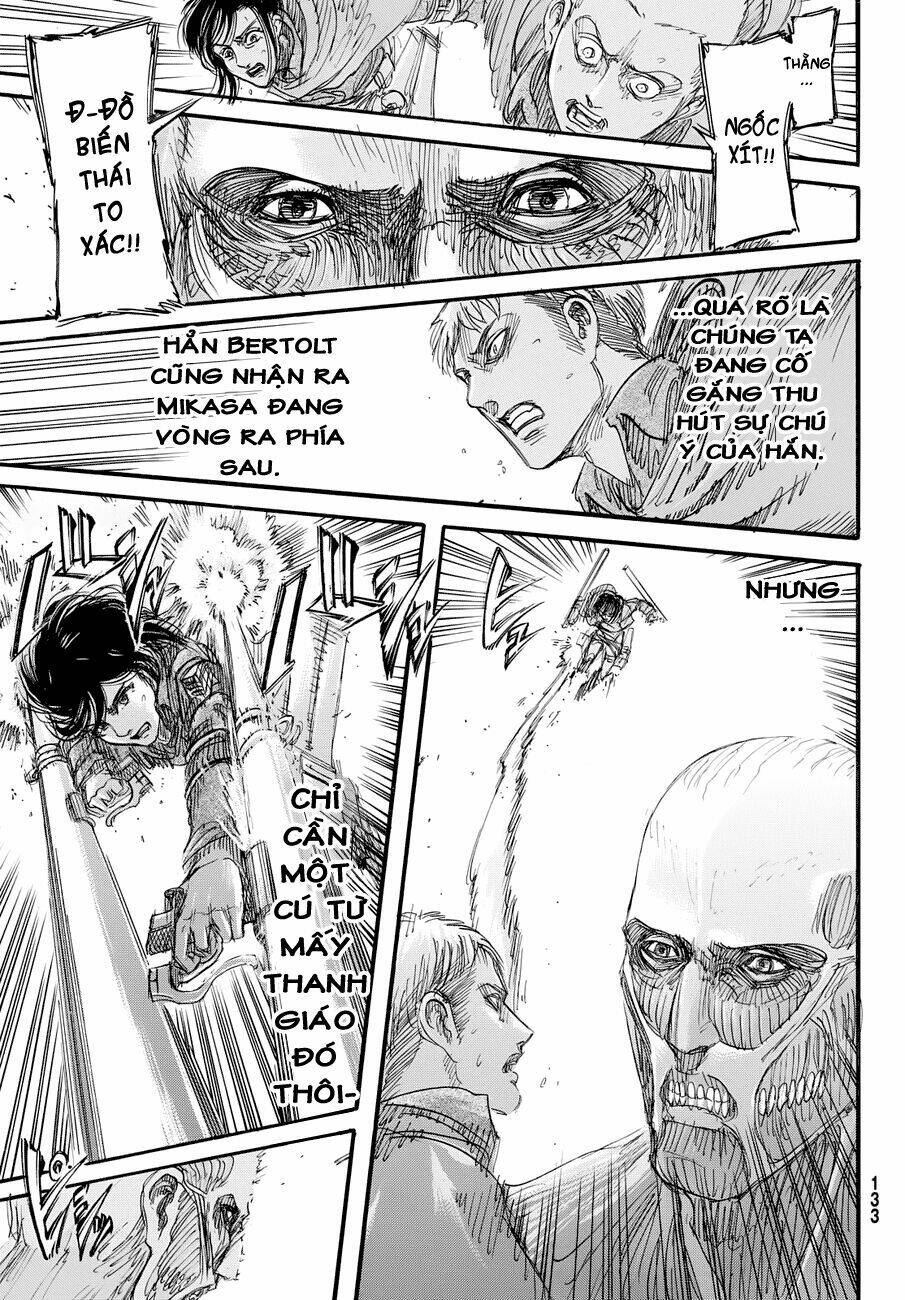 THẰNG
...
NGỐC
XÍT!!
Đ-ĐỒ
BIẾN
THÁI
TO
XÁC!!
...QUÁ RÕ LÀ
CHÚNG TA
ĐANG CỐ
GẮNG THU
HÚT SỰ CHÚ
Ý CỦA HẮN.
HẲN BERTOLT
CŨNG NHẬN RA
MIKASA ĐANG
VÒNG RA PHÍA
SAU.
NHƯNG
...
CHỈ
CẦN
MỘT
CÚ TỪ
MẤY
THANH
GIÁO
ĐÓ
THÔI-
133